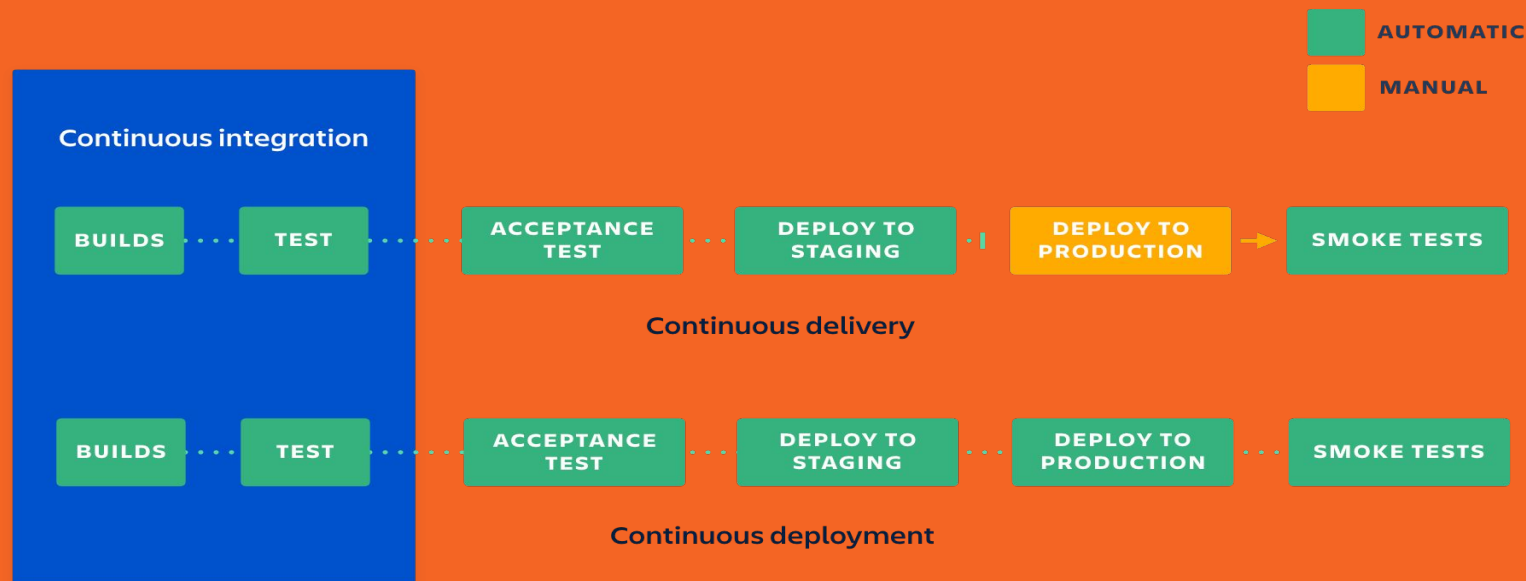 AUTOMATIC
MANUAL
Continuous integration
BUILDS
TEST
ACCEPTANCE
TEST
DEPLOY TO
STAGING
DEPLOY TO
PRODUCTION
SMOKE TESTS
Continuous delivery
BUILDS
TEST
ACCEPTANCE
TEST
DEPLOY TO
STAGING
DEPLOY TO
PRODUCTION
SMOKE TESTS
Continuous deployment